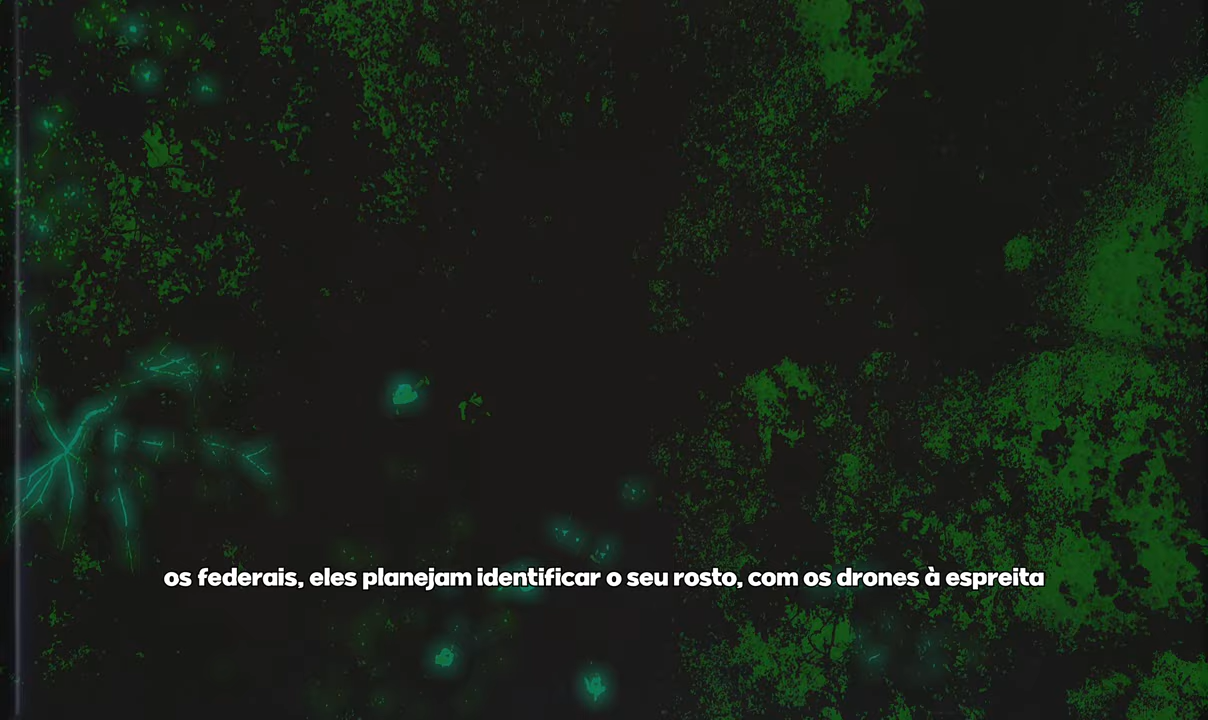 os federais, eles planejam identificar o seu rosto, com os drones à espreita